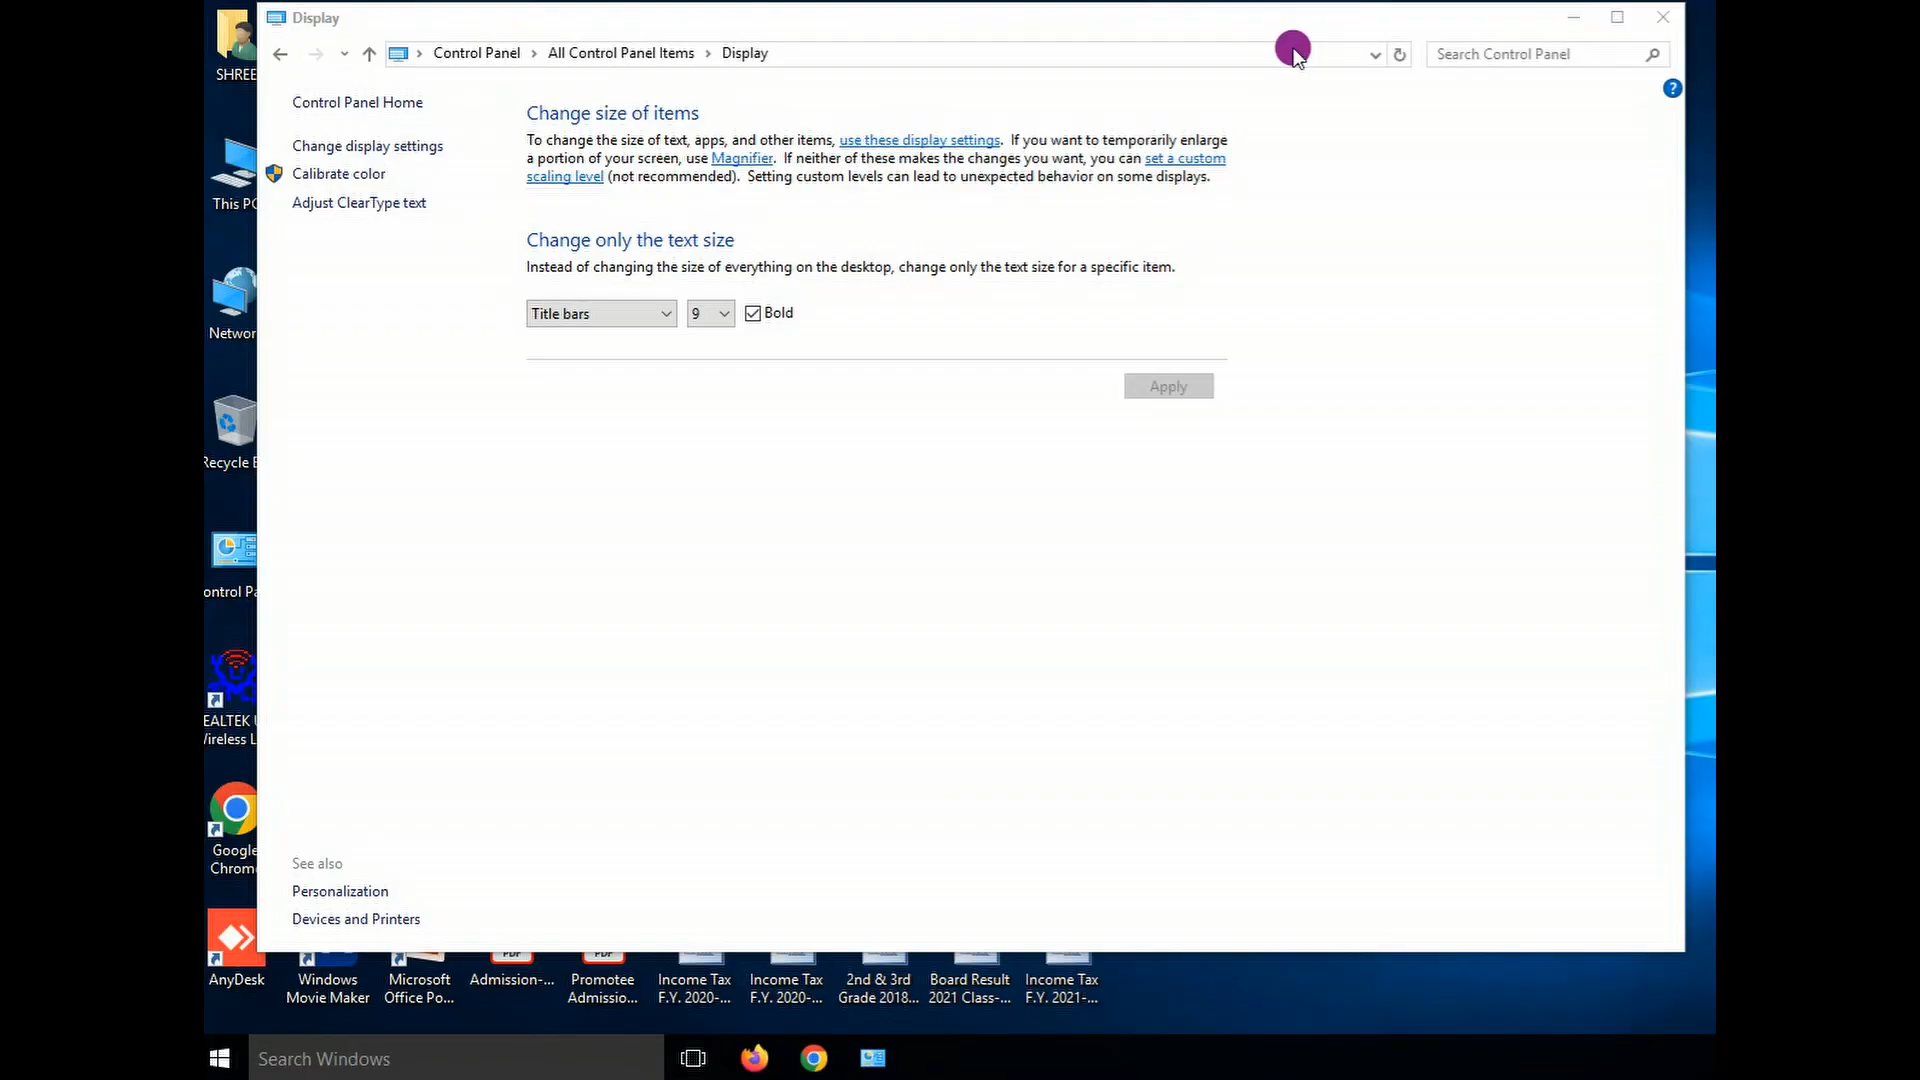 Display
Control Panel > All Control Panel Items > Display
Search Control Panel
?
SHREE
This PC
Networ
Recycle B
ontrol Pa
EALTEK U
Vireless L
Google
Chrome
AnyDesk
Control Panel Home
Change display settings
Calibrate color
Adjust ClearType text
Change size of items
To change the size of text, apps, and other items, use these display settings. If you want to temporarily enlarge
a portion of your screen, use Magnifier. If neither of these makes the changes you want, you can set a custom
scaling level (not recommended). Setting custom levels can lead to unexpected behavior on some displays.
Change only the text size
Instead of changing the size of everything on the desktop, change only the text size for a specific item.
Title bars 9 Bold
Apply
See also
Personalization
Devices and Printers
Windows
Movie Maker
Microsoft
Office Po...
Admission-...
Promotee
Admissio...
Income Tax
F.Y. 2020-...
Income Tax
F.Y. 2020-...
2nd & 3rd
Grade 2018...
Board Result
2021 Class-...
Income Tax
F.Y. 2021-...
Search Windows